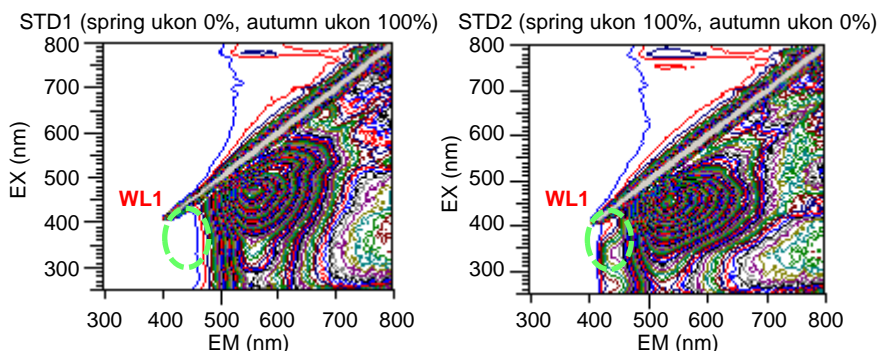 STD1 (spring ukon 0%, autumn ukon 100%)
800
700
600
500
400
300
EX (nm)
WL1
300 400 500 600 700 800
EM (nm)
STD2 (spring ukon 100%, autumn ukon 0%)
800
700
600
500
400
300
EX (nm)
WL1
300 400 500 600 700 800
EM (nm)